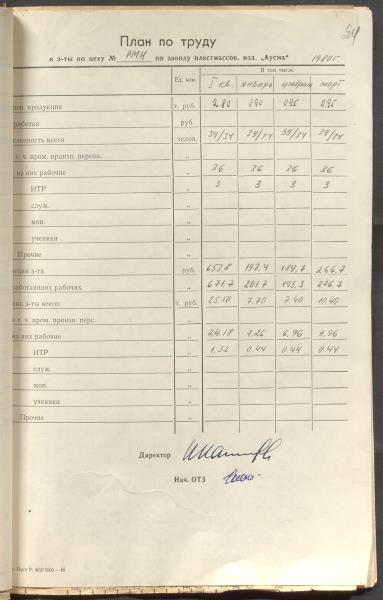 24
План по труду
и з-ты по цеху № РМЦ по заводу пластмассов. изд. „Аусма" 1980г
Ед. изм. В том числе
I кв. январь февраль март
продукции т. руб. 2,80 0.90 0.95 0.95
работка руб.
ленность всего человек. 39/34 39/34 39/34 39/34
т. ч. пром. произв. персон. „
из них рабочие „ 36 36 36 36
ИТР „ 3 3 3 3
служ. „
моп. „
ученики „
Прочие „
з-та руб. 653.8 197.4 189.7 266.7
работающих рабочих „ 671.7 201.7 193.3 276.7
з-ты всего: т. руб. 25.50 7.70 7.40 10.40
т. ч. пром. произв. перс. „
из них рабочие „ 24.18 7.26 6.96 9.96
ИТР „ 1.32 0.44 0.44 0.44
служ. „
моп. „
ученики „
Прочие „
Директор
Нач. ОТЗ